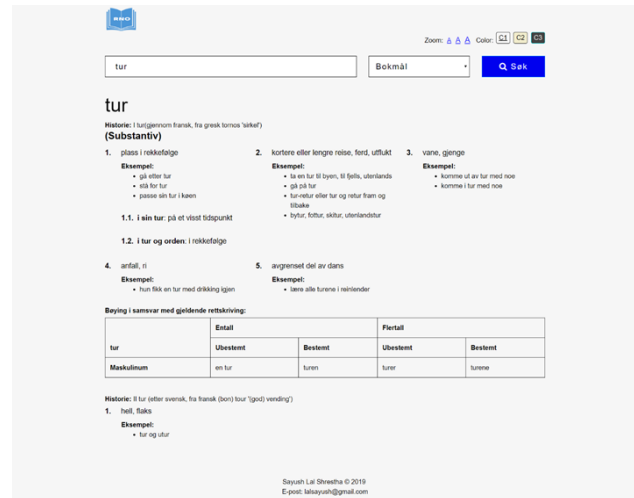 RNO
Zoom: A A A Color: C1 C2 C3
tur Bokmål Søk
tur
Historie: I tur(gjennom fransk, fra gresk tornos 'sirkel')
(Substantiv)
1. plass i rekkefølge
Eksempel:
• gå etter tur
• stå for tur
• passe sin tur i køen
1.1. i sin tur: på et visst tidspunkt
1.2. i tur og orden: i rekkefølge
2. kortere eller lengre reise, ferd, utflukt
Eksempel:
• ta en tur til byen, til fjells, utenlands
• gå på tur
• tur-retur eller tur og retur fram og
tilbake
• bytur, fottur, skitur, utenlandstur
3. vane, gjenge
Eksempel:
• komme ut av tur med noe
• komme i tur med noe
4. anfall, ri
Eksempel:
• hun fikk en tur med drikking igjen
5. avgrenset del av dans
Eksempel:
• lære alle turene i reinlender
Bøying i samsvar med gjeldende rettskriving:
Entall Flertall
tur Ubestemt Bestemt Ubestemt Bestemt
Maskulinum en tur turen turer turene
Historie: II tur (etter svensk, fra fransk (bon) tour '(god) vending')
1. hell, flaks
Eksempel:
• tur og utur
Sayush Lal Shrestha © 2019
E-post: lalsayush@gmail.com